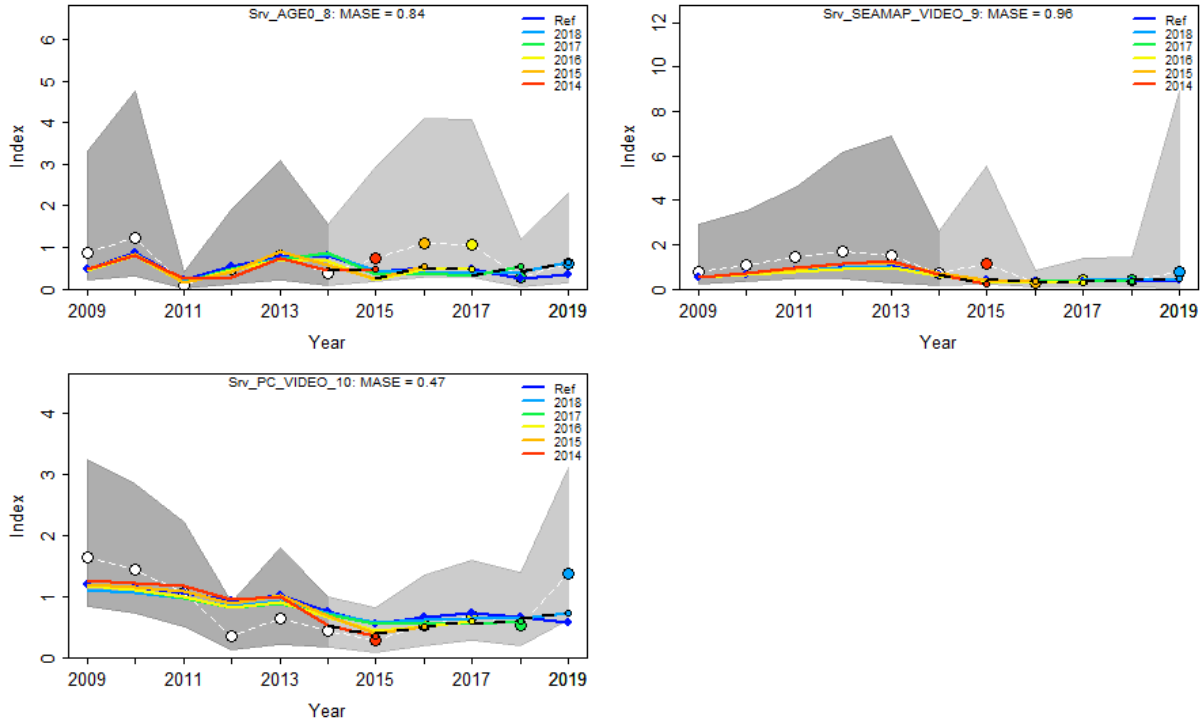 Srv_AGE0_8: MASE = 0.84
Ref
2018
2017
2016
2015
2014
6
5
4
3
2
1
0
Index
2009 2011 2013 2015 2017 2019
Year
Srv_SEAMAP_VIDEO_9: MASE = 0.96
Ref
2018
2017
2016
2015
2014
12
10
8
6
4
2
0
Index
2009 2011 2013 2015 2017 2019
Year
Srv_PC_VIDEO_10: MASE = 0.47
Ref
2018
2017
2016
2015
2014
4
3
2
1
0
Index
2009 2011 2013 2015 2017 2019
Year